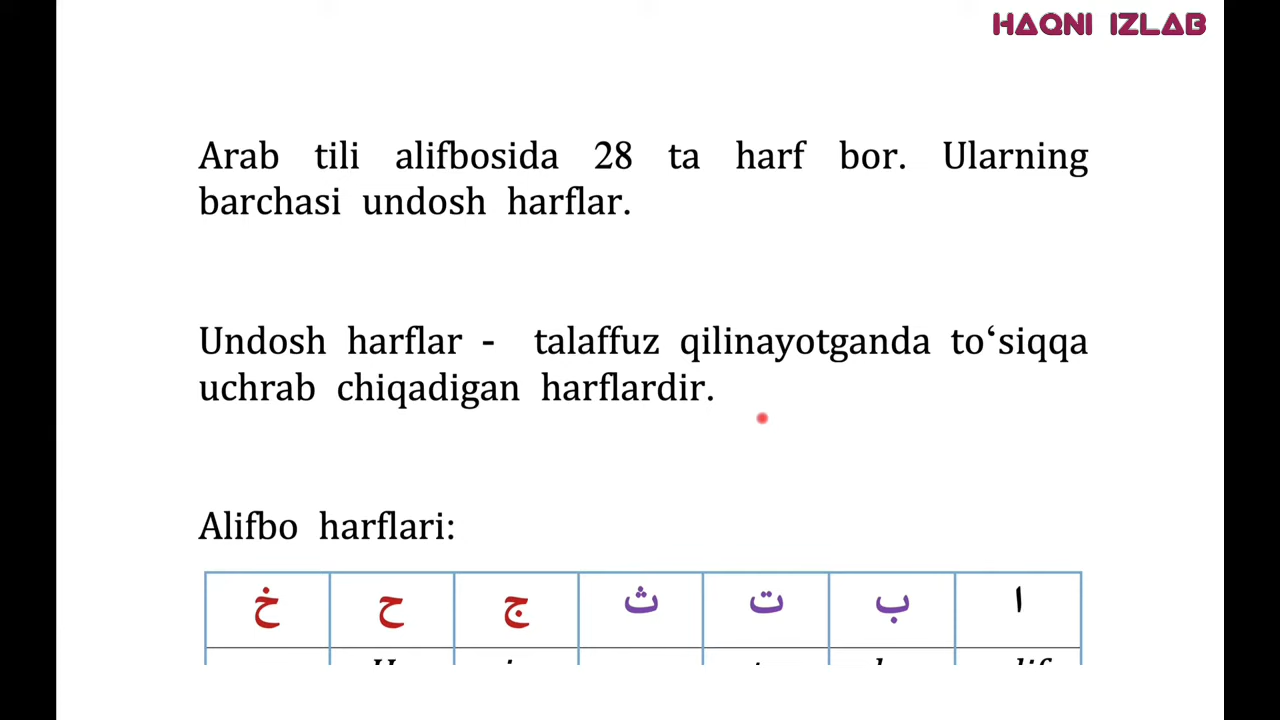 HAQNI IZLAB
Arab tili alifbosida 28 ta harf bor. Ularning
barchasi undosh harflar.
Undosh harflar - talaffuz qilinayotganda to‘siqqa
uchrab chiqadigan harflardir.
Alifbo harflari:
ا ب ت ث ج ح خ
alif